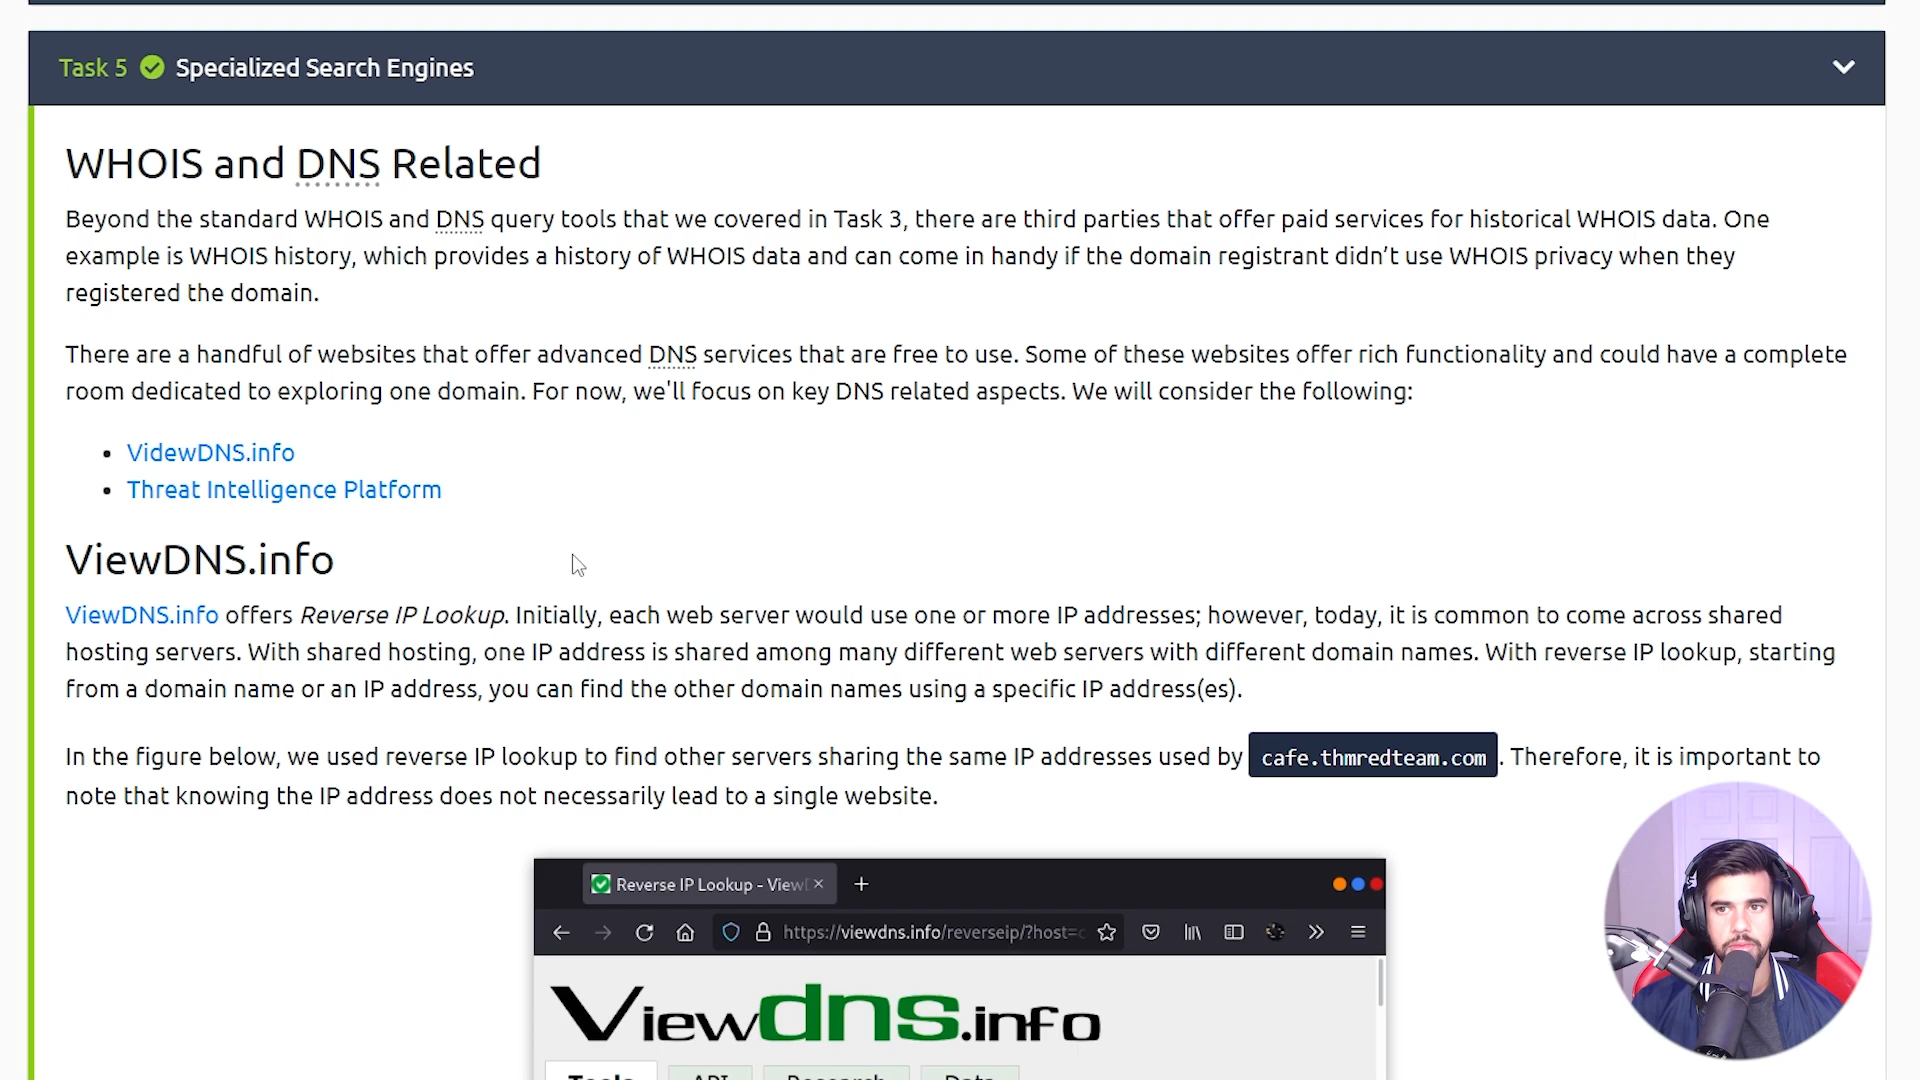 Task 5 Specialized Search Engines
WHOIS and DNS Related
Beyond the standard WHOIS and DNS query tools that we covered in Task 3, there are third parties that offer paid services for historical WHOIS data. One
example is WHOIS history, which provides a history of WHOIS data and can come in handy if the domain registrant didn’t use WHOIS privacy when they
registered the domain.
There are a handful of websites that offer advanced DNS services that are free to use. Some of these websites offer rich functionality and could have a complete
room dedicated to exploring one domain. For now, we'll focus on key DNS related aspects. We will consider the following:
• VidewDNS.info
• Threat Intelligence Platform
ViewDNS.info
ViewDNS.info offers Reverse IP Lookup. Initially, each web server would use one or more IP addresses; however, today, it is common to come across shared
hosting servers. With shared hosting, one IP address is shared among many different web servers with different domain names. With reverse IP lookup, starting
from a domain name or an IP address, you can find the other domain names using a specific IP address(es).
In the figure below, we used reverse IP lookup to find other servers sharing the same IP addresses used by cafe.thmredteam.com. Therefore, it is important to
note that knowing the IP address does not necessarily lead to a single website.
Reverse IP Lookup - View
https://viewdns.info/reverseip/?host=
Viewdns.info
Tools API Research Data